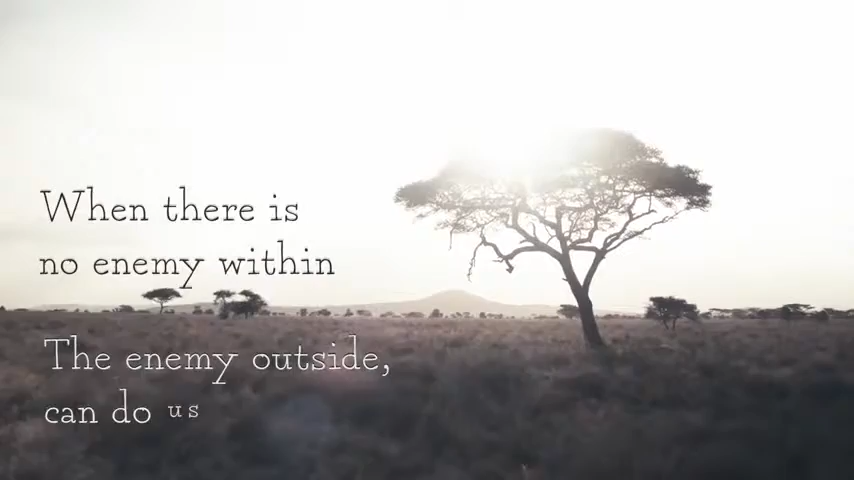 When there is
no enemy within
The enemy outside,
can do us